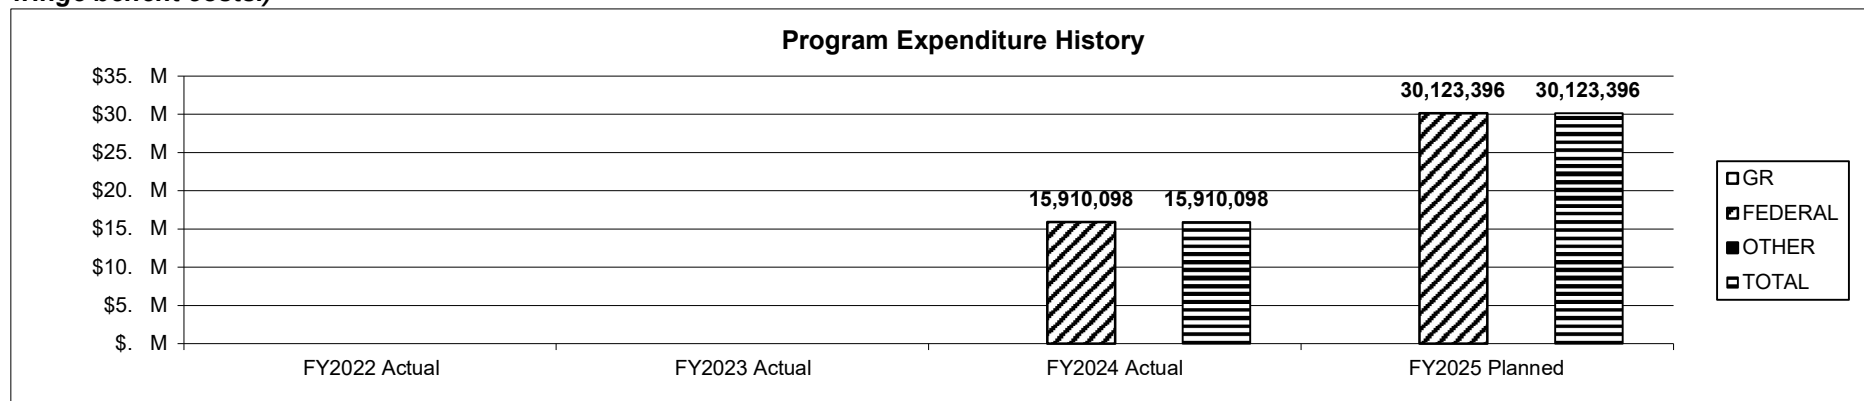 fringe benefit costs.)
Program Expenditure History
$35. M
$30. M
$25. M
$20. M
$15. M
$10. M
$5. M
$. M
15,910,098 15,910,098
30,123,396 30,123,396
FY2022 Actual FY2023 Actual FY2024 Actual FY2025 Planned
GR
FEDERAL
OTHER
TOTAL